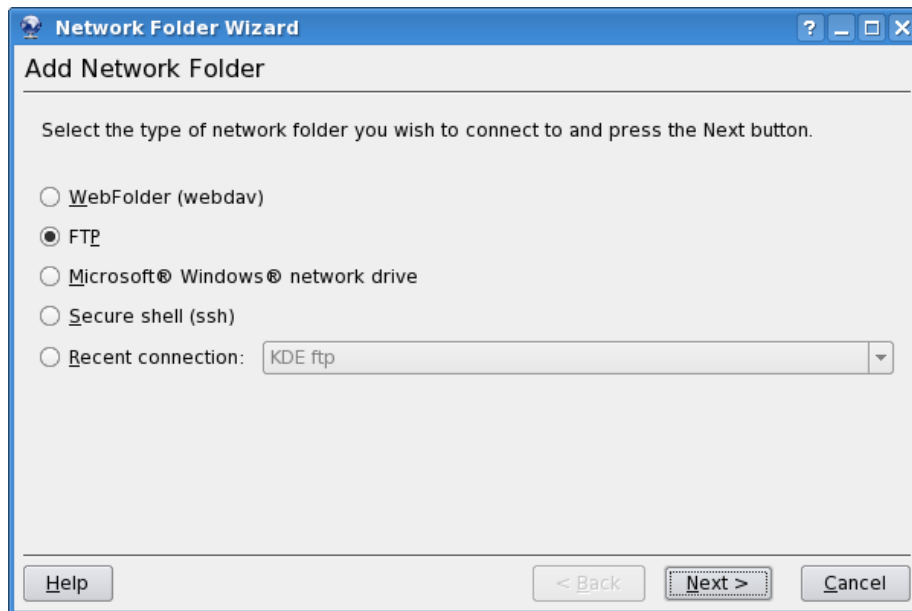 Network Folder Wizard
Add Network Folder
Select the type of network folder you wish to connect to and press the Next button.
WebFolder (webdav)
FTP
Microsoft® Windows® network drive
Secure shell (ssh)
Recent connection: KDE ftp
Help < Back Next > Cancel